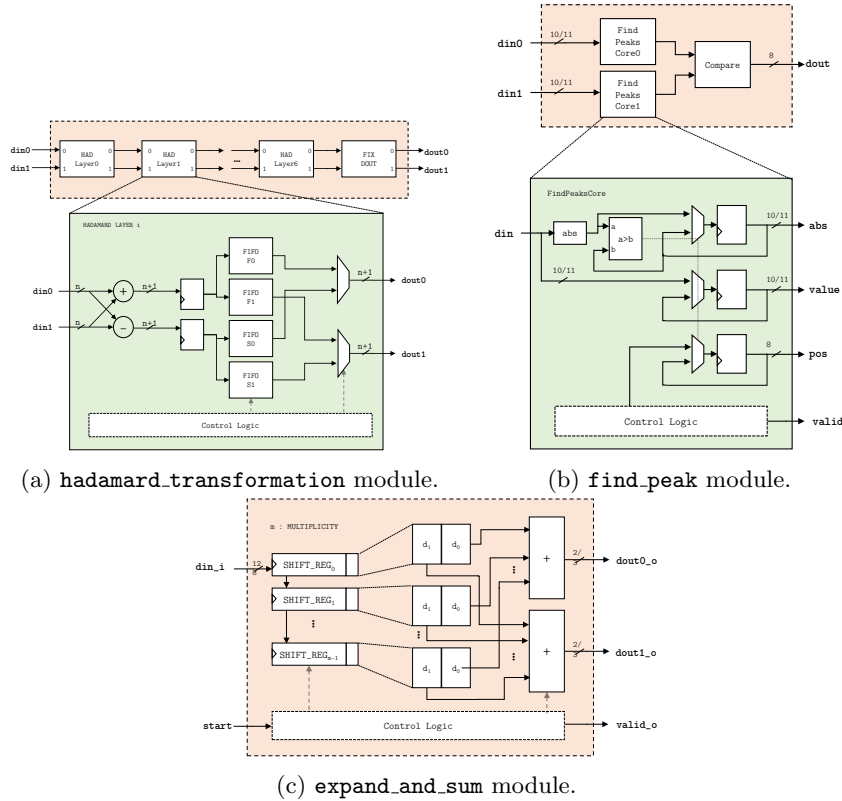 din0
din1
HAD
Layer0
HAD
Layer1
...
HAD
Layer6
FIX
DOUT
0
1
0
1
0
1
0
1
0
1
0
1
0
1
0
1
dout0
dout1
HADAMARD LAYER i
din0
din1
n
n
+
-
n+1
n+1
FIFO
F0
FIFO
F1
FIFO
S0
FIFO
S1
n+1
n+1
dout0
dout1
Control Logic
(a) hadamard_transformation module.
din0
din1
10/11
10/11
Find
Peaks
Core0
Find
Peaks
Core1
Compare
8
dout
FindPeaksCore
din
abs
a
b
a>b
10/11
10/11
10/11
8
abs
value
pos
Control Logic
valid
(b) find_peak module.
m : MULTIPLICITY
din_i
12/
8
SHIFT_REG0
SHIFT_REG1
...
SHIFT_REGm-1
d1 d0
d1 d0
...
d1 d0
...
...
+
+
2/
3
2/
3
dout0_o
dout1_o
start
Control Logic
valid_o
(c) expand_and_sum module.